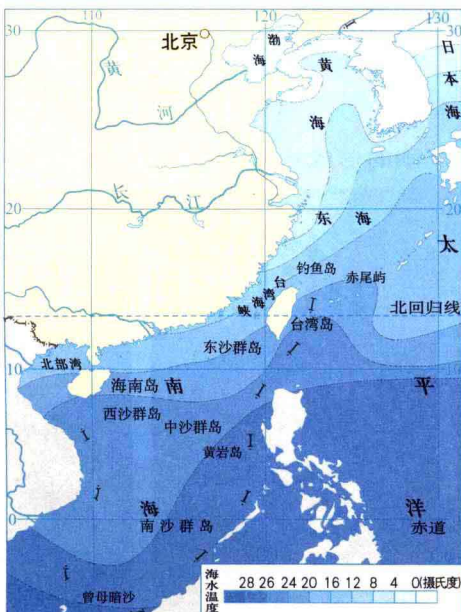 110
120
130
30
30
北京
渤海
黄海
日本海
黄河
长江
20
20
东海
太平洋
钓鱼岛
赤尾屿
台湾海峡
台湾岛
北回归线
东沙群岛
北部湾
10
10
海南岛
南海
西沙群岛
中沙群岛
黄岩岛
0
0
南沙群岛
赤道
曾母暗沙
海水温度
28 26 24 20 16 12 8 4 0(摄氏度)